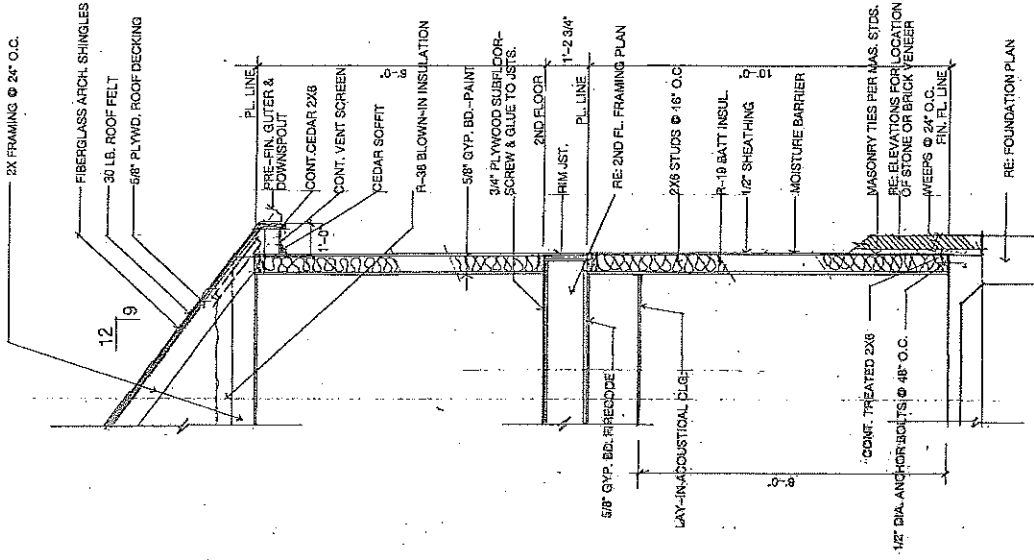 2X FRAMING @ 24" O.C.
FIBERGLASS ARCH. SHINGLES
30 LB. ROOF FELT
5/8" PLYWD. ROOF DECKING
12
9
PL. LINE
PRE-FIN. GUTER &
DOWNSPOUT
CONT. CEDAR 2X8
CONT. VENT SCREEN
CEDAR SOFFIT
1'-0"
R-38 BLOWN-IN INSULATION
5/8" GYP. BD.-PAINT
3/4" PLYWOOD SUBFLOOR-
SCREW & GLUE TO JSTS.
2ND FLOOR
1'-2 3/4"
RIM JST.
PL. LINE
RE: 2ND FL. FRAMING PLAN
2X6 STUDS @ 16" O.C.
R-19 BATT INSUL.
1/2" SHEATHING
10'-0"
MOISTURE BARRIER
MASONRY TIES PER MAS. STDS.
RE: ELEVATIONS FOR LOCATION
OF STONE OR BRICK VENEER
WEEPS @ 24" O.C.
FIN. FL. LINE
RE: FOUNDATION PLAN
5/8" GYP. BD. FIRECODE
LAY-IN ACOUSTICAL CLG.
CONT. TREATED 2X6
1/2" DIA. ANCHOR BOLTS @ 48" O.C.